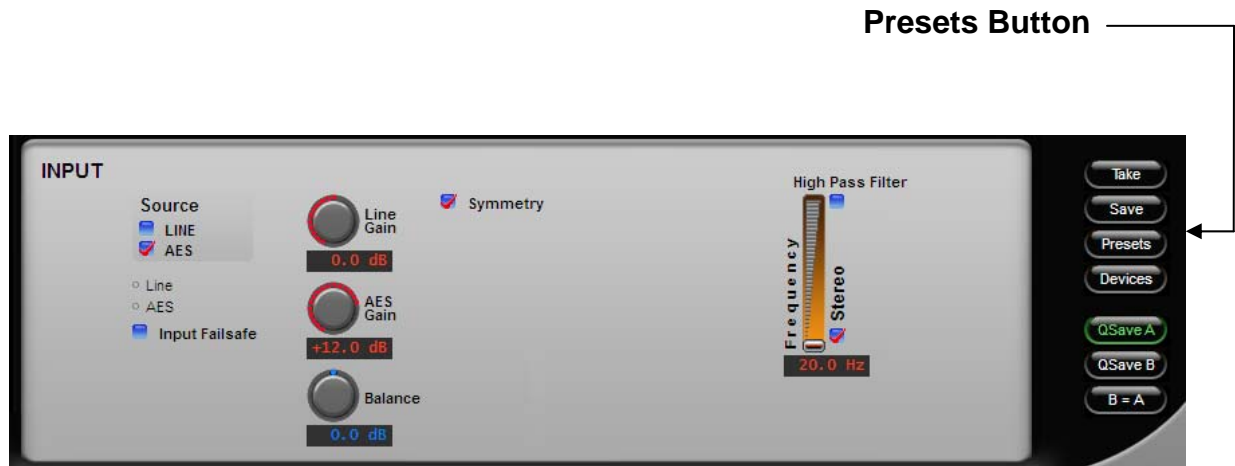 Presets Button
INPUT
Source
LINE
AES
Line
AES
Input Failsafe
Line
Gain
0.0 dB
AES
Gain
+12.0 dB
Balance
0.0 dB
Symmetry
High Pass Filter
Frequency
Stereo
20.0 Hz
Take
Save
Presets
Devices
QSave A
QSave B
B = A